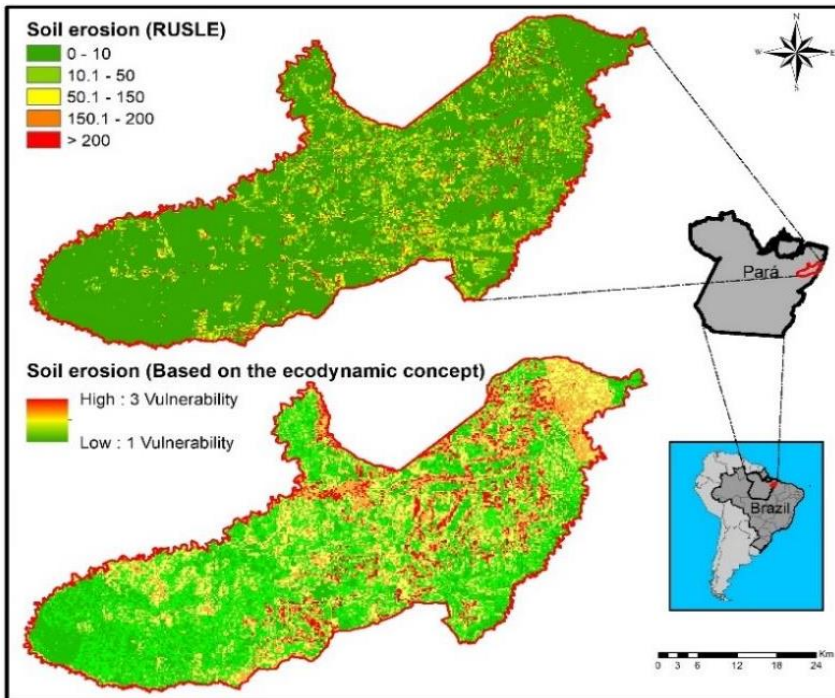 Soil erosion (RUSLE)
0 - 10
10.1 - 50
50.1 - 150
150.1 - 200
> 200
N
W
E
S
Pará
Soil erosion (Based on the ecodynamic concept)
High : 3 Vulnerability
Low : 1 Vulnerability
Brazil
Km
0 3 6 12 18 24